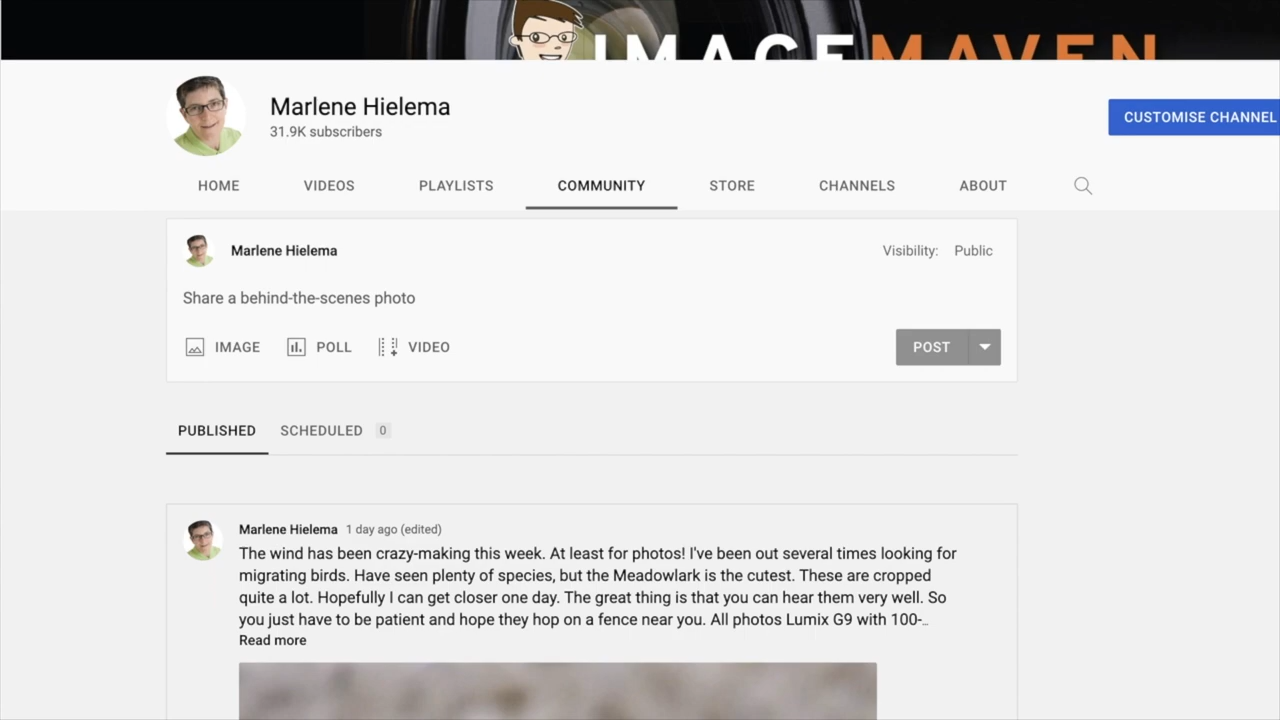 IMAGEMAVEN
Marlene Hielema
31.9K subscribers
CUSTOMISE CHANNEL
HOME VIDEOS PLAYLISTS COMMUNITY STORE CHANNELS ABOUT
Marlene Hielema Visibility: Public
Share a behind-the-scenes photo
IMAGE POLL VIDEO POST
PUBLISHED SCHEDULED 0
Marlene Hielema 1 day ago (edited)
The wind has been crazy-making this week. At least for photos! I've been out several times looking for
migrating birds. Have seen plenty of species, but the Meadowlark is the cutest. These are cropped
quite a lot. Hopefully I can get closer one day. The great thing is that you can hear them very well. So
you just have to be patient and hope they hop on a fence near you. All photos Lumix G9 with 100-...
Read more